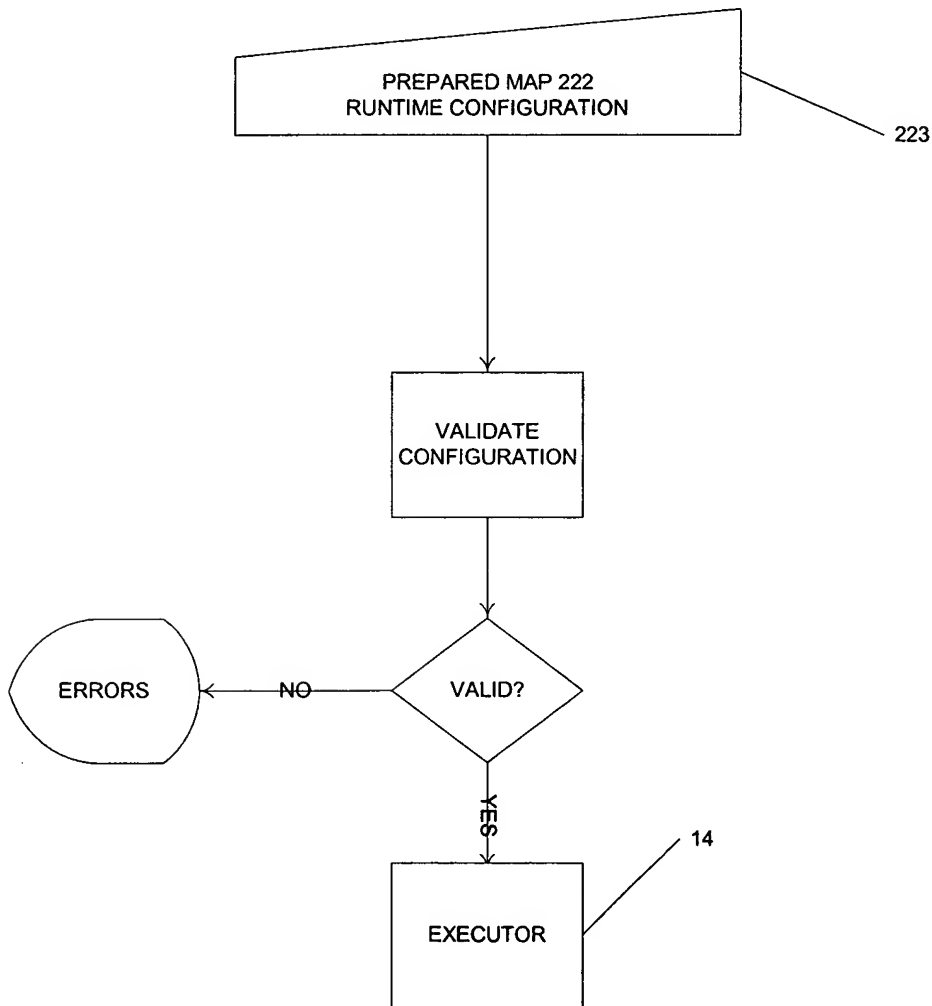 PREPARED MAP 222
RUNTIME CONFIGURATION
223
VALIDATE
CONFIGURATION
ERRORS
NO
VALID?
YES
14
EXECUTOR